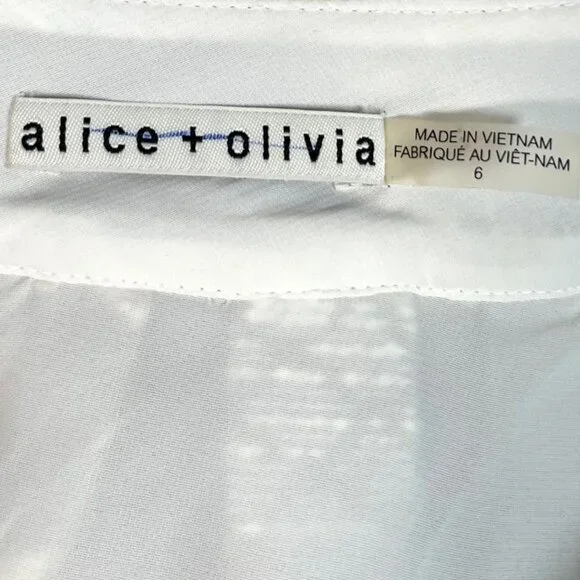 alice + olivia
MADE IN VIETNAM
FABRIQUÉ AU VIÊT-NAM
6